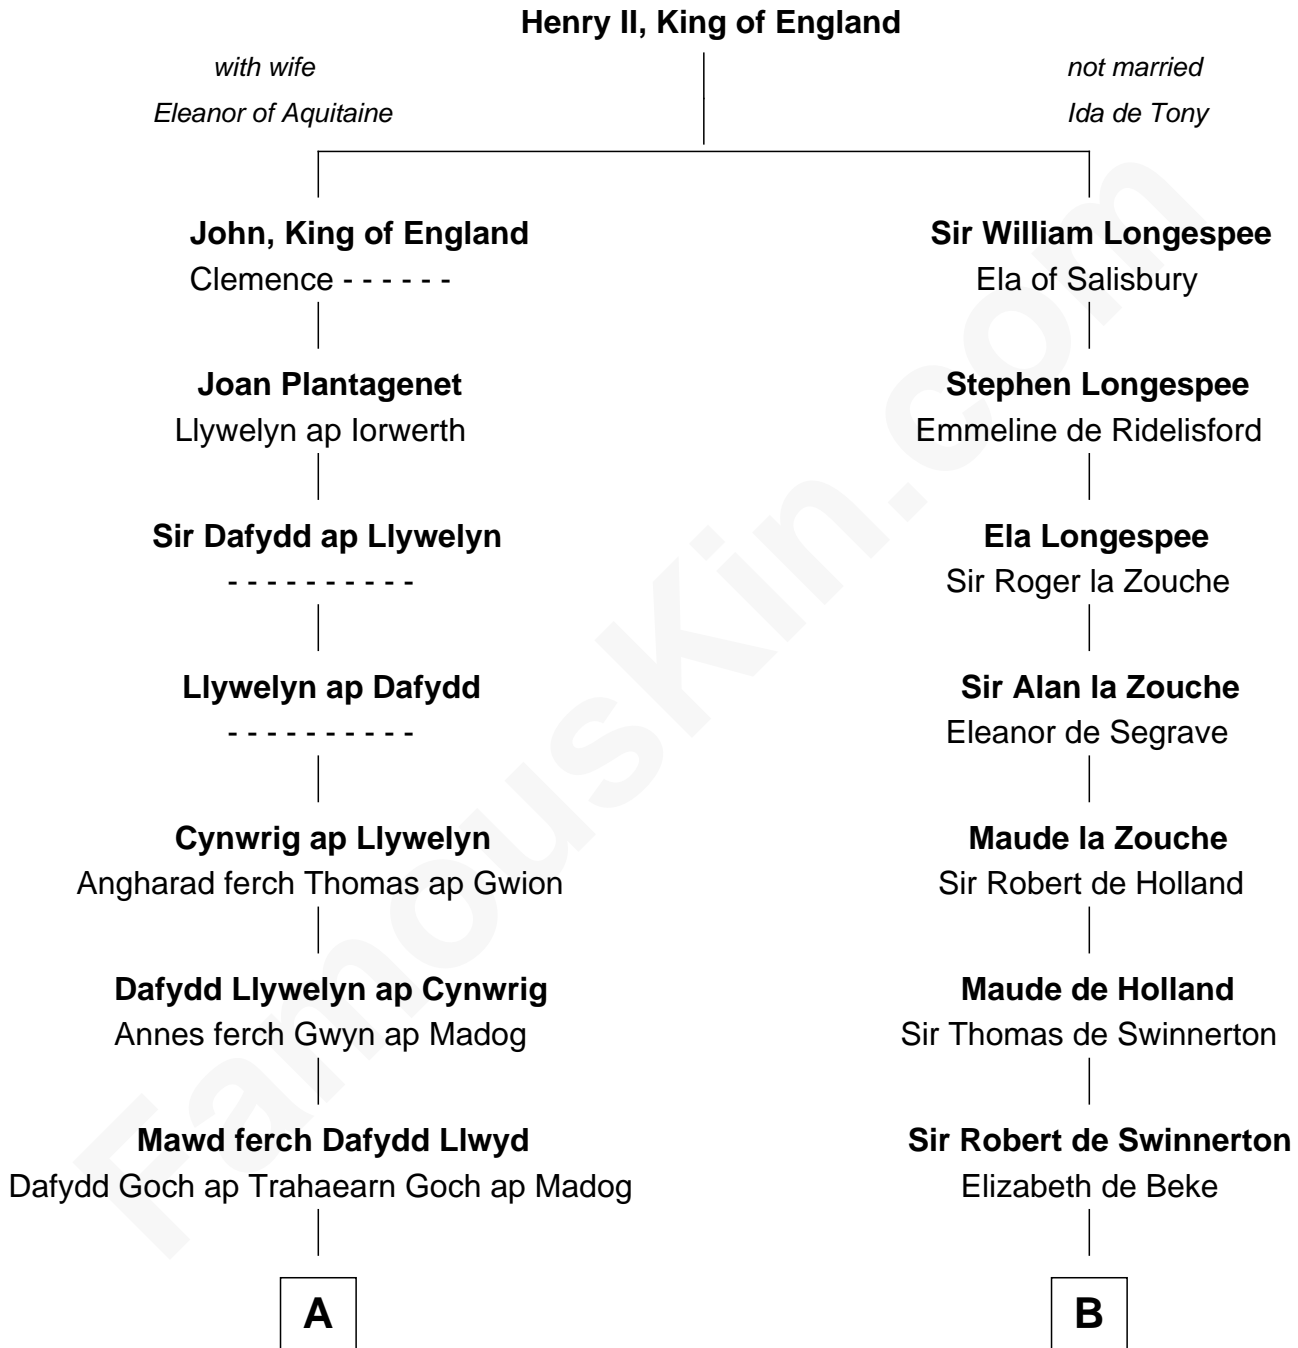 Henry II, King of England
with wife
Eleanor of Aquitaine
not married
Ida de Tony
John, King of England
Clemence - - - - - -
Sir William Longespee
Ela of Salisbury
Joan Plantagenet
Llywelyn ap Iorwerth
Stephen Longespee
Emmeline de Ridelisford
Sir Dafydd ap Llywelyn
- - - - - - - - - -
Ela Longespee
Sir Roger la Zouche
Llywelyn ap Dafydd
- - - - - - - - - -
Sir Alan la Zouche
Eleanor de Segrave
Cynwrig ap Llywelyn
Angharad ferch Thomas ap Gwion
Maude la Zouche
Sir Robert de Holland
Dafydd Llywelyn ap Cynwrig
Annes ferch Gwyn ap Madog
Maude de Holland
Sir Thomas de Swinnerton
Mawd ferch Dafydd Llwyd
Dafydd Goch ap Trahaearn Goch ap Madog
Sir Robert de Swinnerton
Elizabeth de Beke
A
B
FamousKin.com